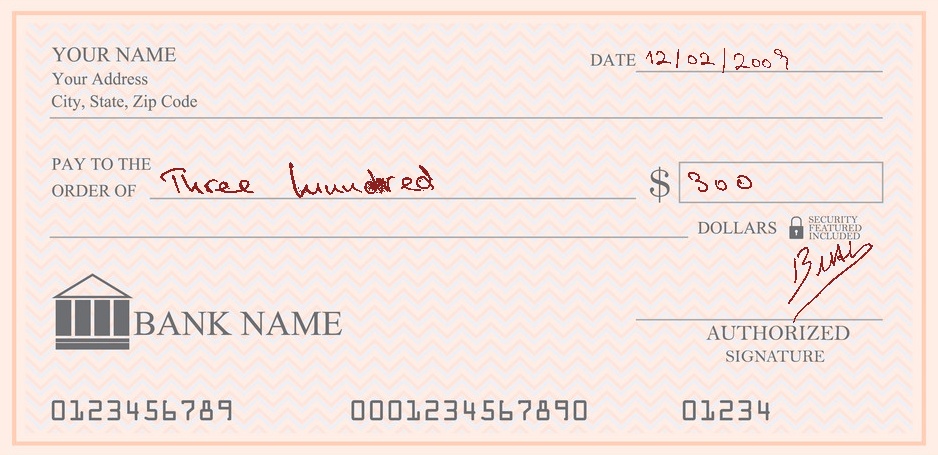 YOUR NAME
Your Address
City, State, Zip Code
DATE 12/02/2009
PAY TO THE
ORDER OF Three hundred $ 300
DOLLARS SECURITY
FEATURED
INCLUDED
BANK NAME
AUTHORIZED
SIGNATURE
0123456789 0001234567890 01234